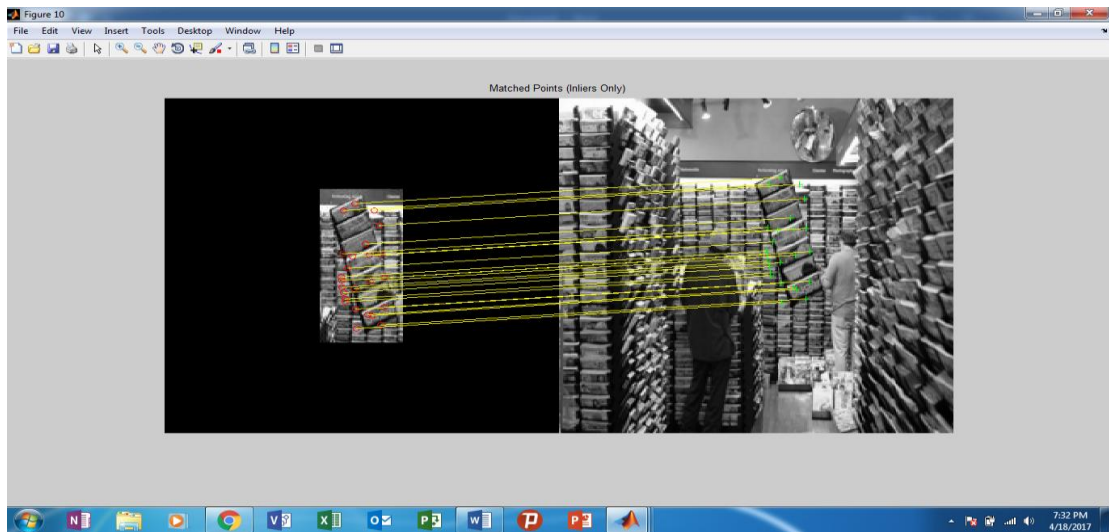 Figure 10
File Edit View Insert Tools Desktop Window Help
Matched Points (Inliers Only)
7:32 PM
4/18/2017